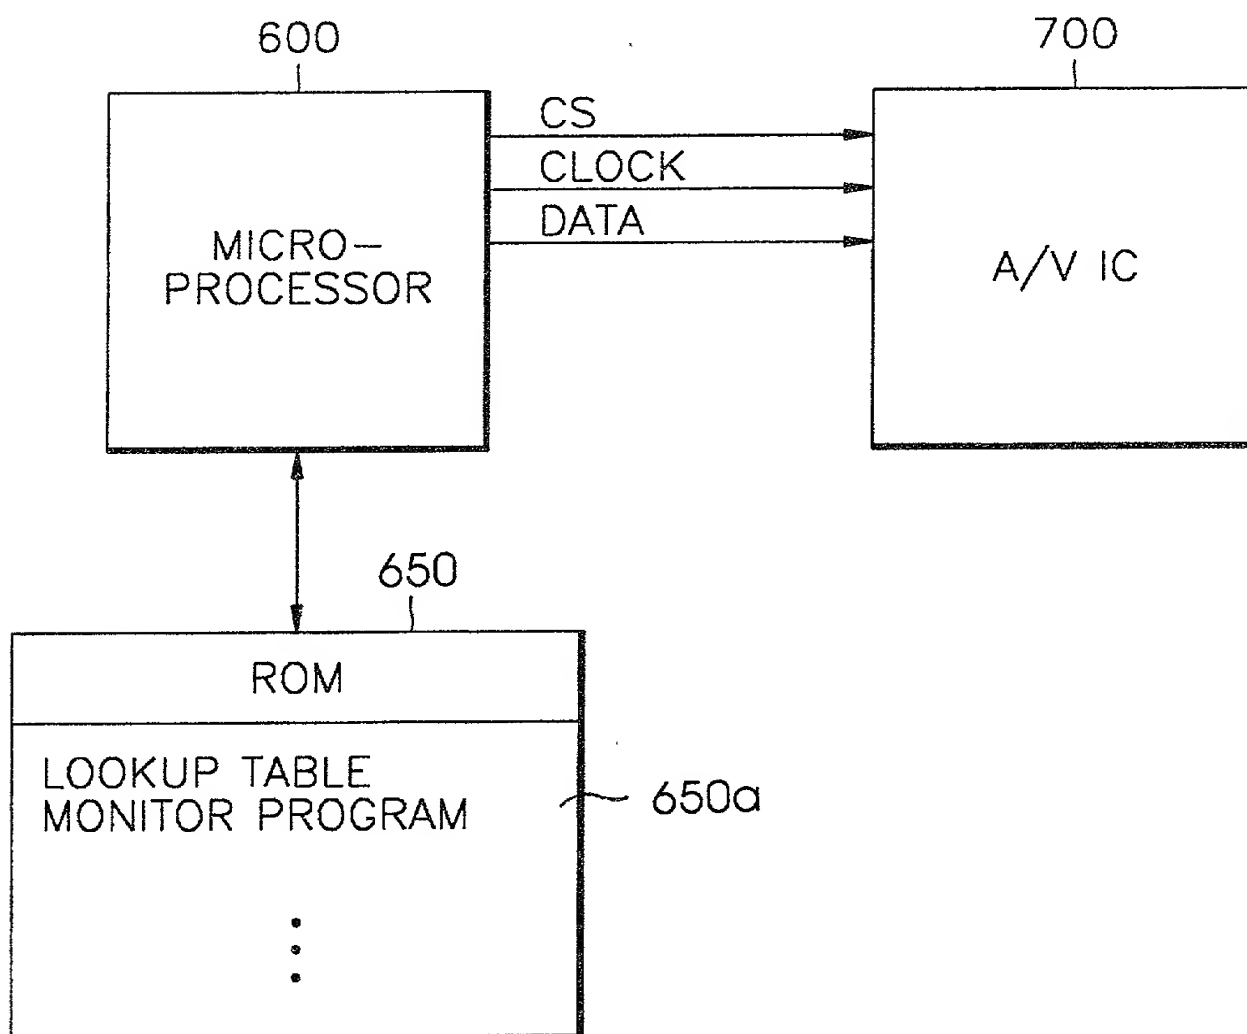 600
700
CS
CLOCK
DATA
MICRO-
PROCESSOR
A/V IC
650
ROM
LOOKUP TABLE
MONITOR PROGRAM
650a